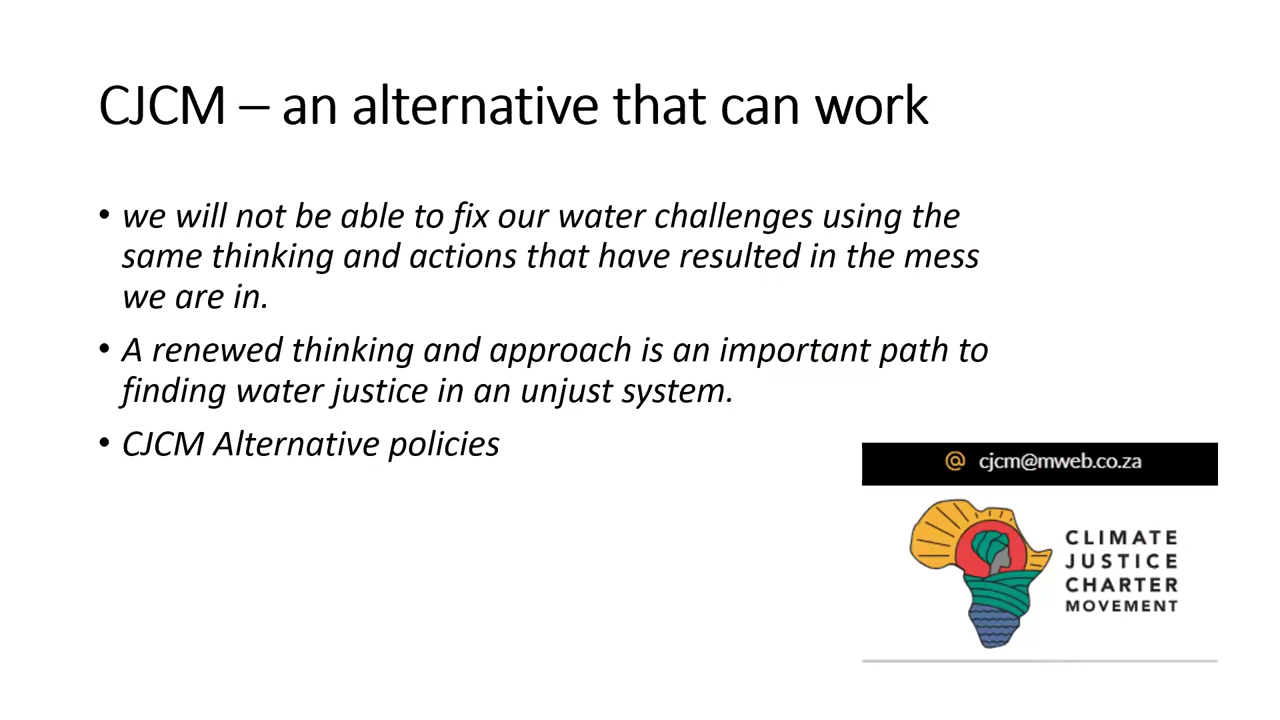 CJCM – an alternative that can work
• we will not be able to fix our water challenges using the
same thinking and actions that have resulted in the mess
we are in.
• A renewed thinking and approach is an important path to
finding water justice in an unjust system.
• CJCM Alternative policies
@ cjcm@mweb.co.za
CLIMATE
JUSTICE
CHARTER
MOVEMENT